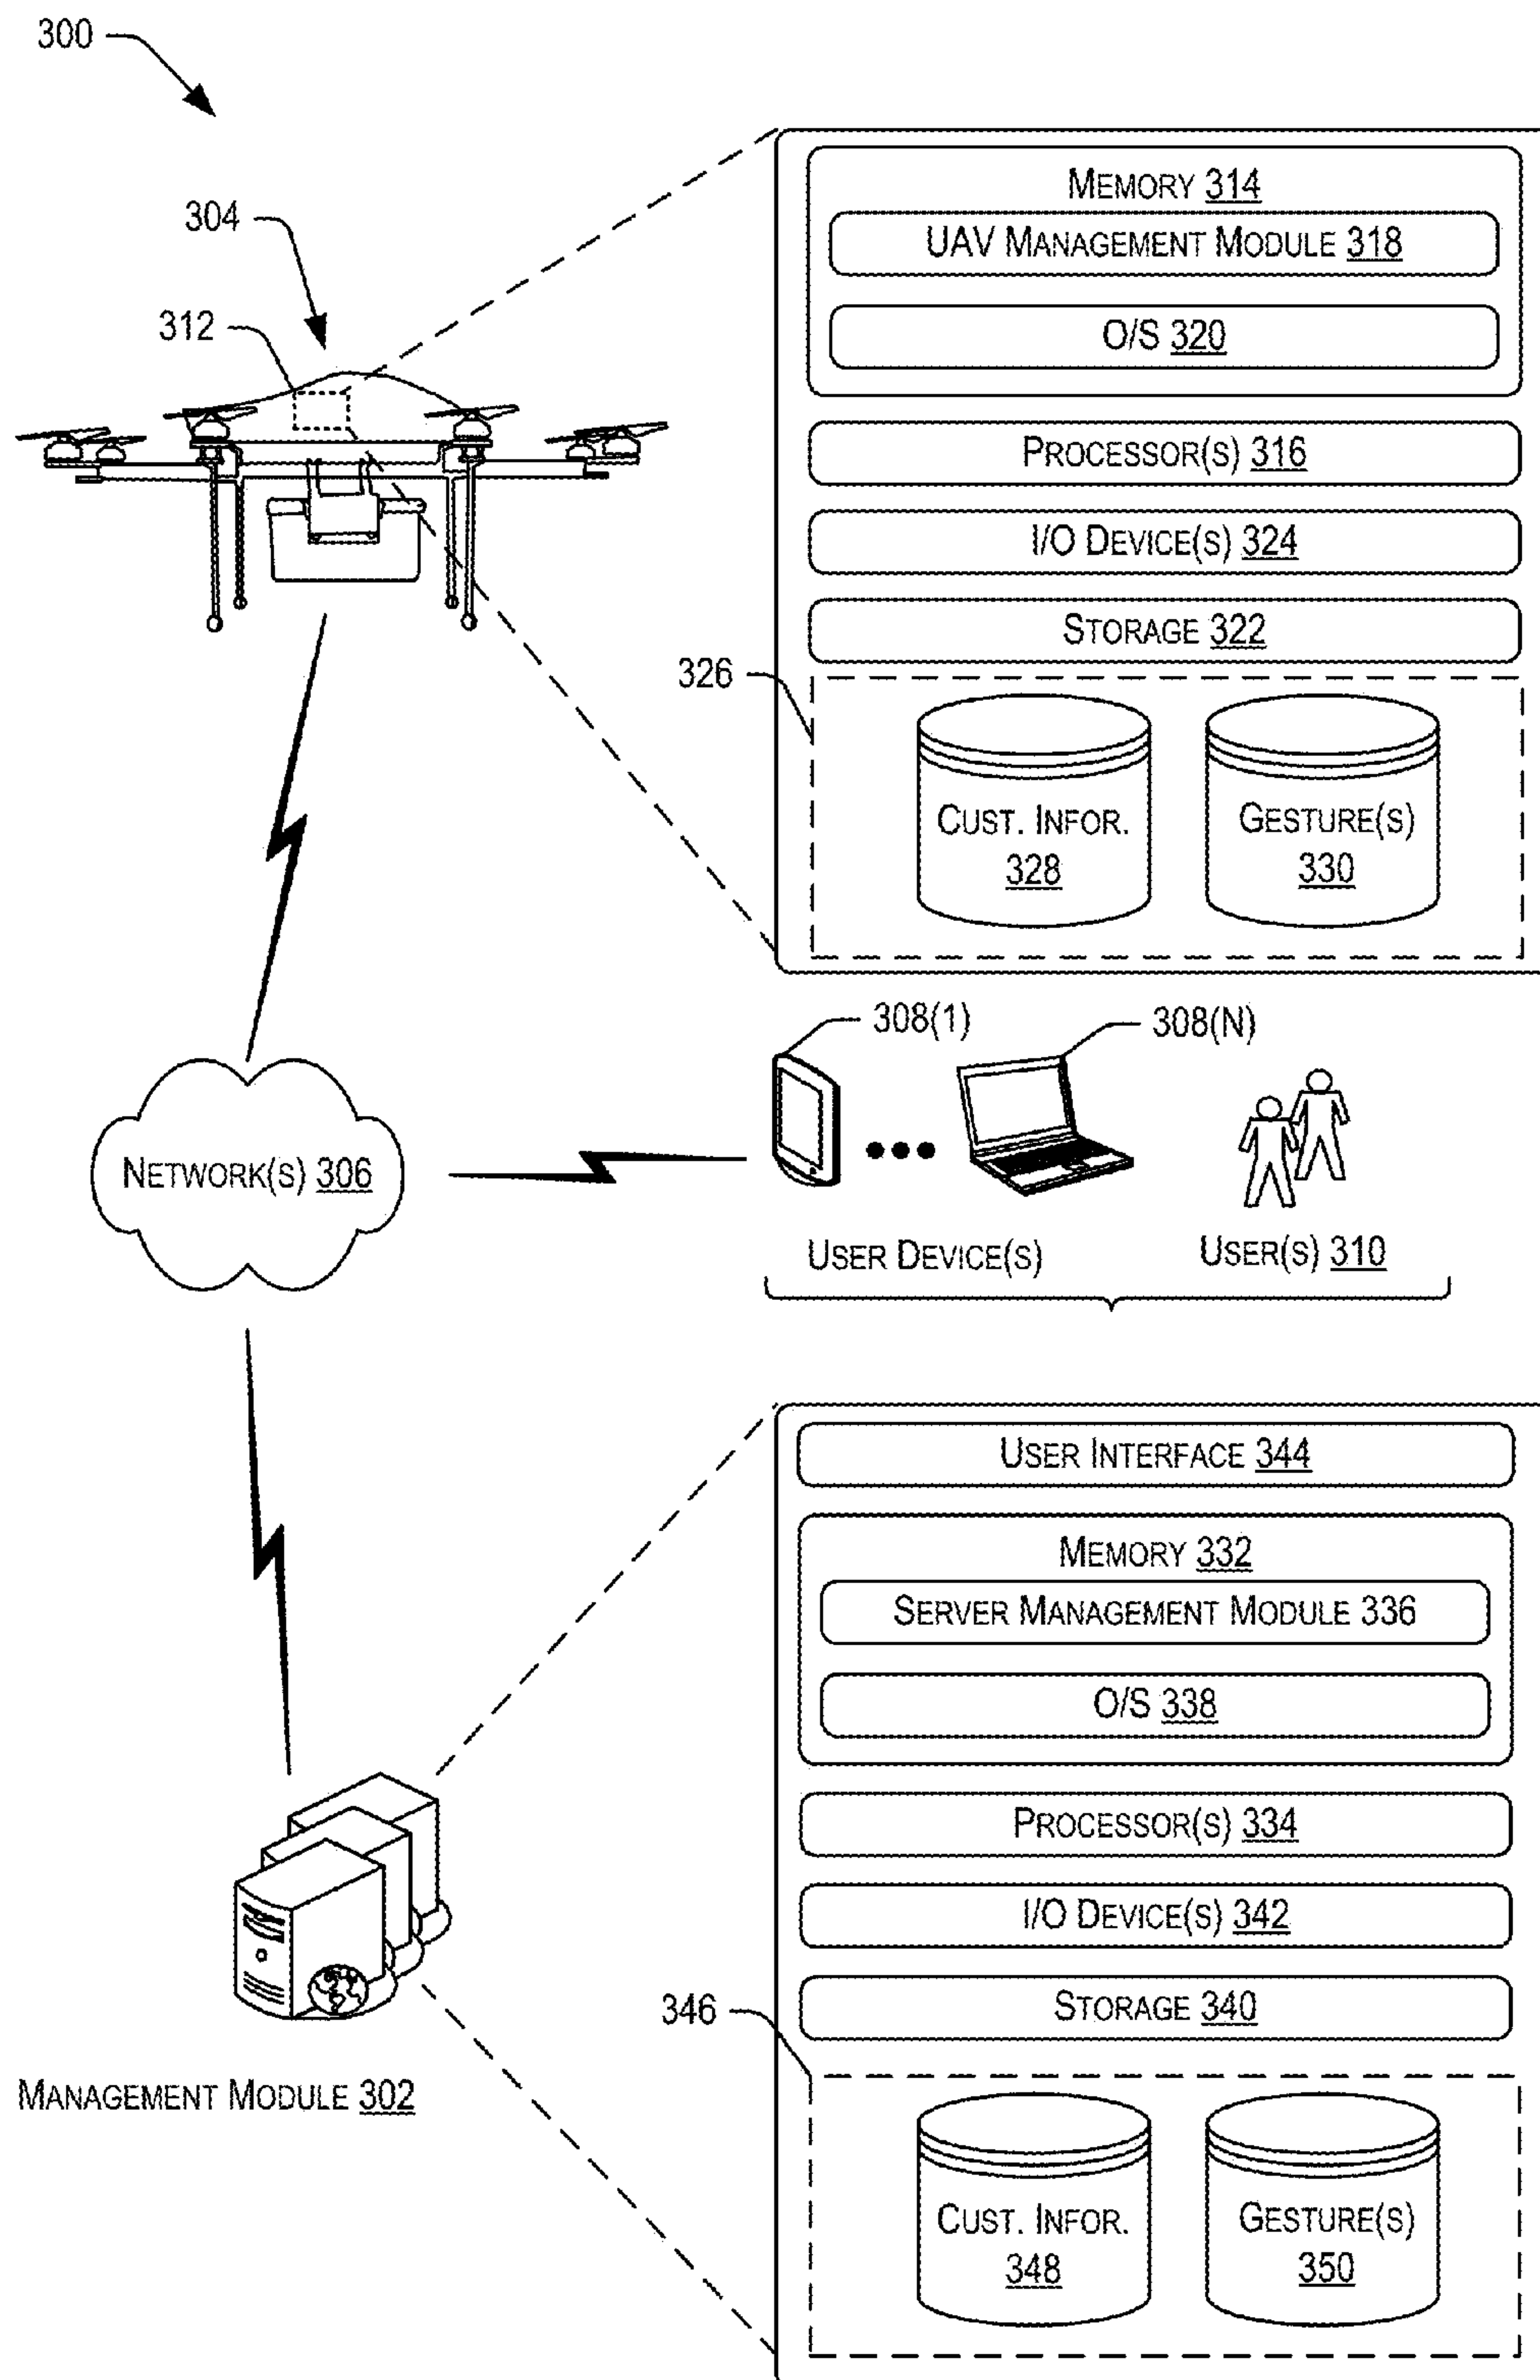 300
304
312
MEMORY 314
UAV MANAGEMENT MODULE 318
O/S 320
PROCESSOR(S) 316
I/O DEVICE(S) 324
STORAGE 322
326
CUST. INFOR.
328
GESTURE(S)
330
308(1)
308(N)
NETWORK(S) 306
USER DEVICE(S)
USER(S) 310
USER INTERFACE 344
MEMORY 332
SERVER MANAGEMENT MODULE 336
O/S 338
PROCESSOR(S) 334
I/O DEVICE(S) 342
STORAGE 340
346
MANAGEMENT MODULE 302
CUST. INFOR.
348
GESTURE(S)
350